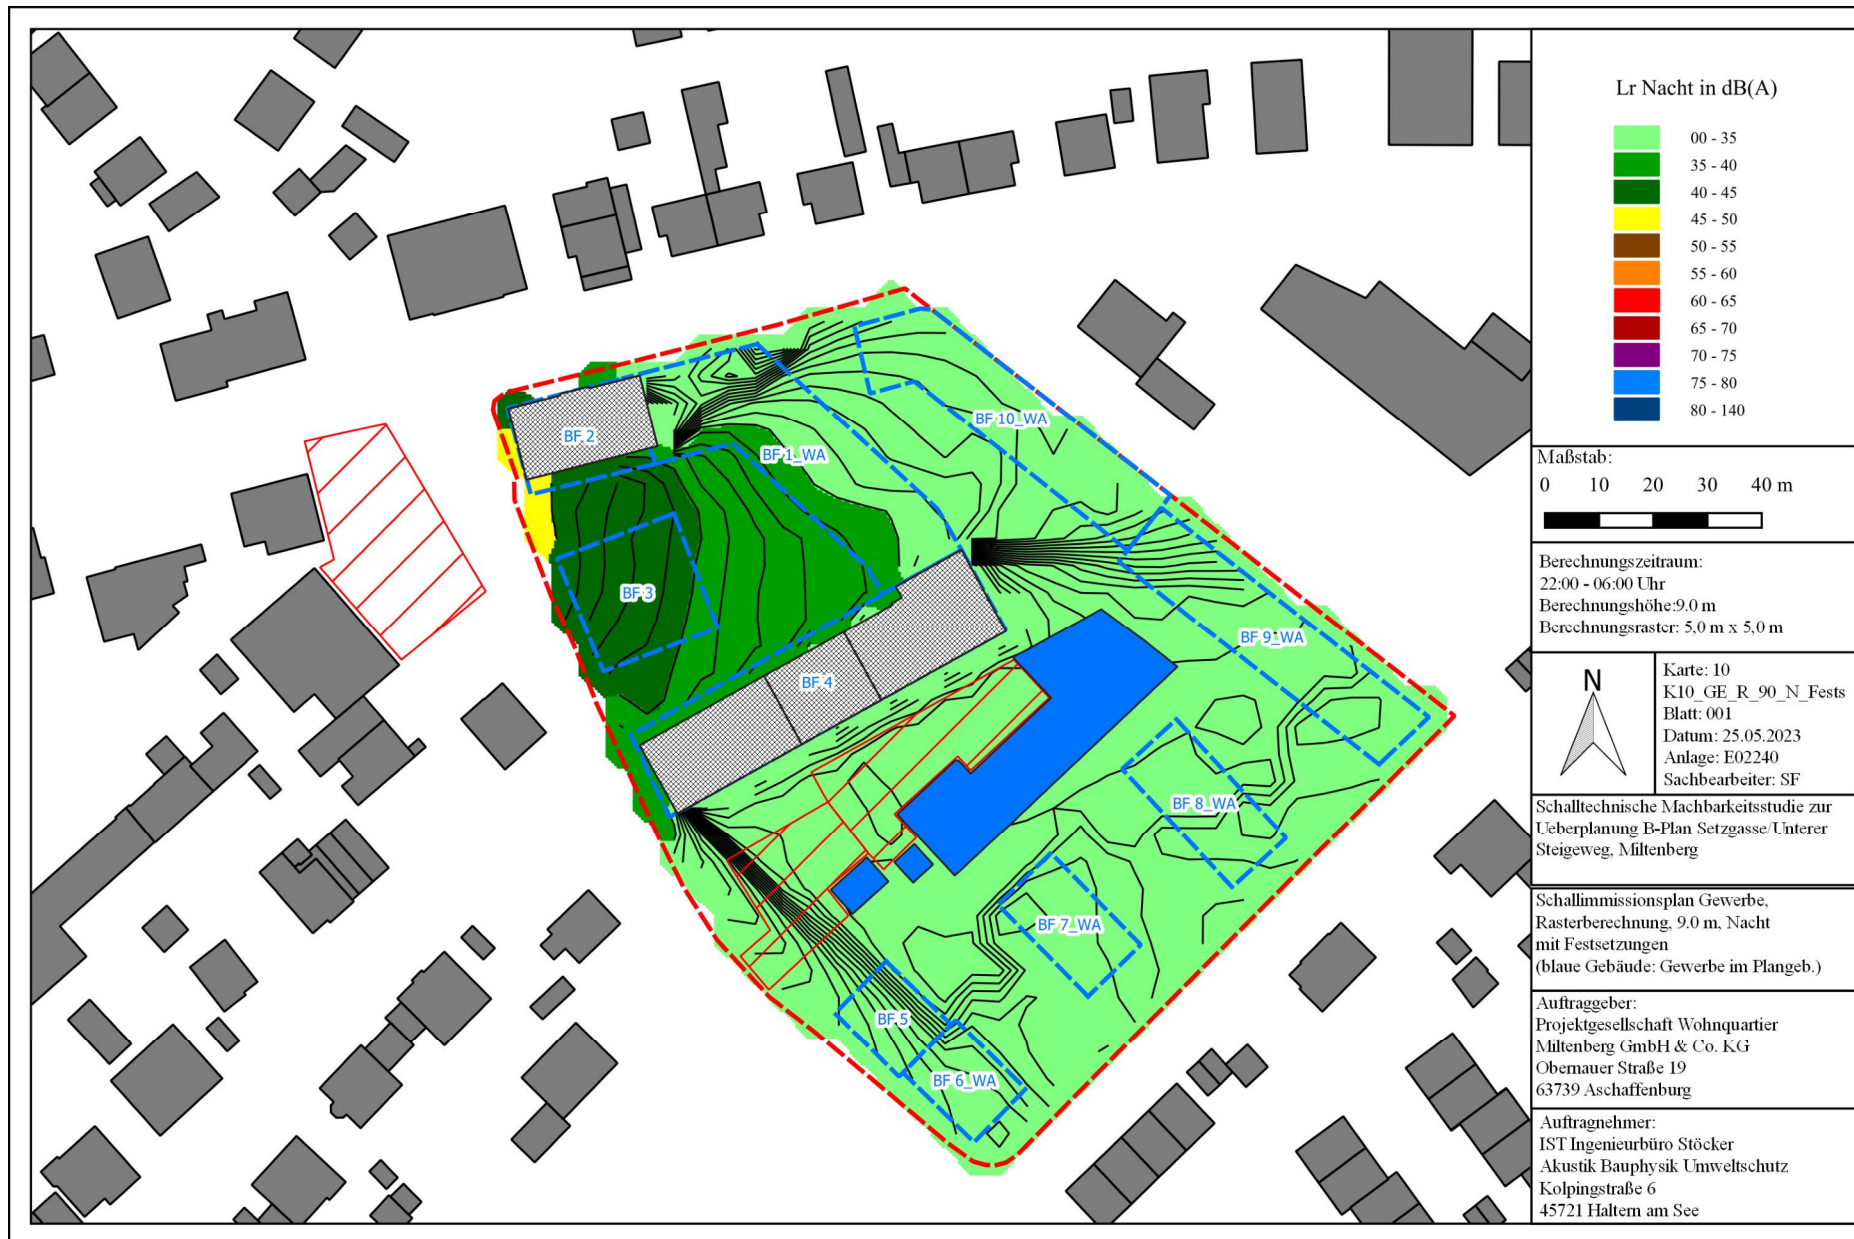 BF 2
BF 1_WA
BF 10_WA
BF 3
BF 4
BF 9_WA
BF 8_WA
BF 7_WA
BF 5
BF 6_WA
Lr Nacht in dB(A)
00 - 35
35 - 40
40 - 45
45 - 50
50 - 55
55 - 60
60 - 65
65 - 70
70 - 75
75 - 80
80 - 140
Maßstab:
0 10 20 30 40 m
Berechnungszeitraum:
22:00 - 06:00 Uhr
Berechnungshöhe:9.0 m
Berechnungsraster: 5,0 m x 5,0 m
N
Karte: 10
K10_GE_R_90_N_Fests
Blatt: 001
Datum: 25.05.2023
Anlage: E02240
Sachbearbeiter: SF
Schalltechnische Machbarkeitsstudie zur
Ueberplanung B-Plan Setzgasse/Unterer
Steigeweg, Miltenberg
Schallimmissionsplan Gewerbe,
Rasterberechnung, 9.0 m, Nacht
mit Festsetzungen
(blaue Gebäude: Gewerbe im Plangeb.)
Auftraggeber:
Projektgesellschaft Wohnquartier
Miltenberg GmbH & Co. KG
Obernauer Straße 19
63739 Aschaffenburg
Auftragnehmer:
IST Ingenieurbüro Stöcker
Akustik Bauphysik Umweltschutz
Kolpingstraße 6
45721 Haltern am See